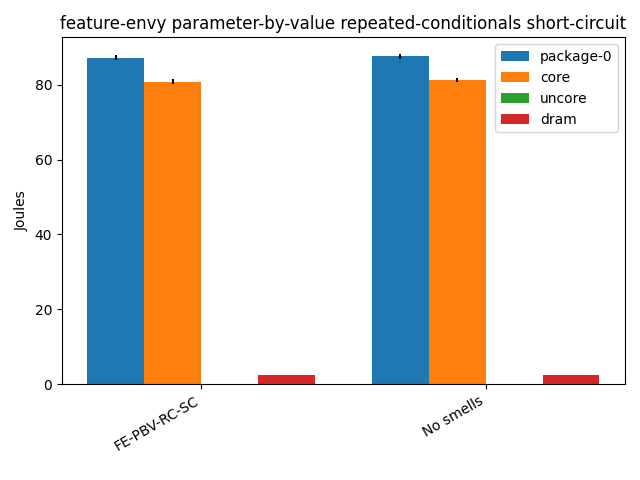 feature-envy parameter-by-value repeated-conditionals short-circuit
package-0
core
uncore
dram
Joules
80
60
40
20
0
FE-PBV-RC-SC
No smells